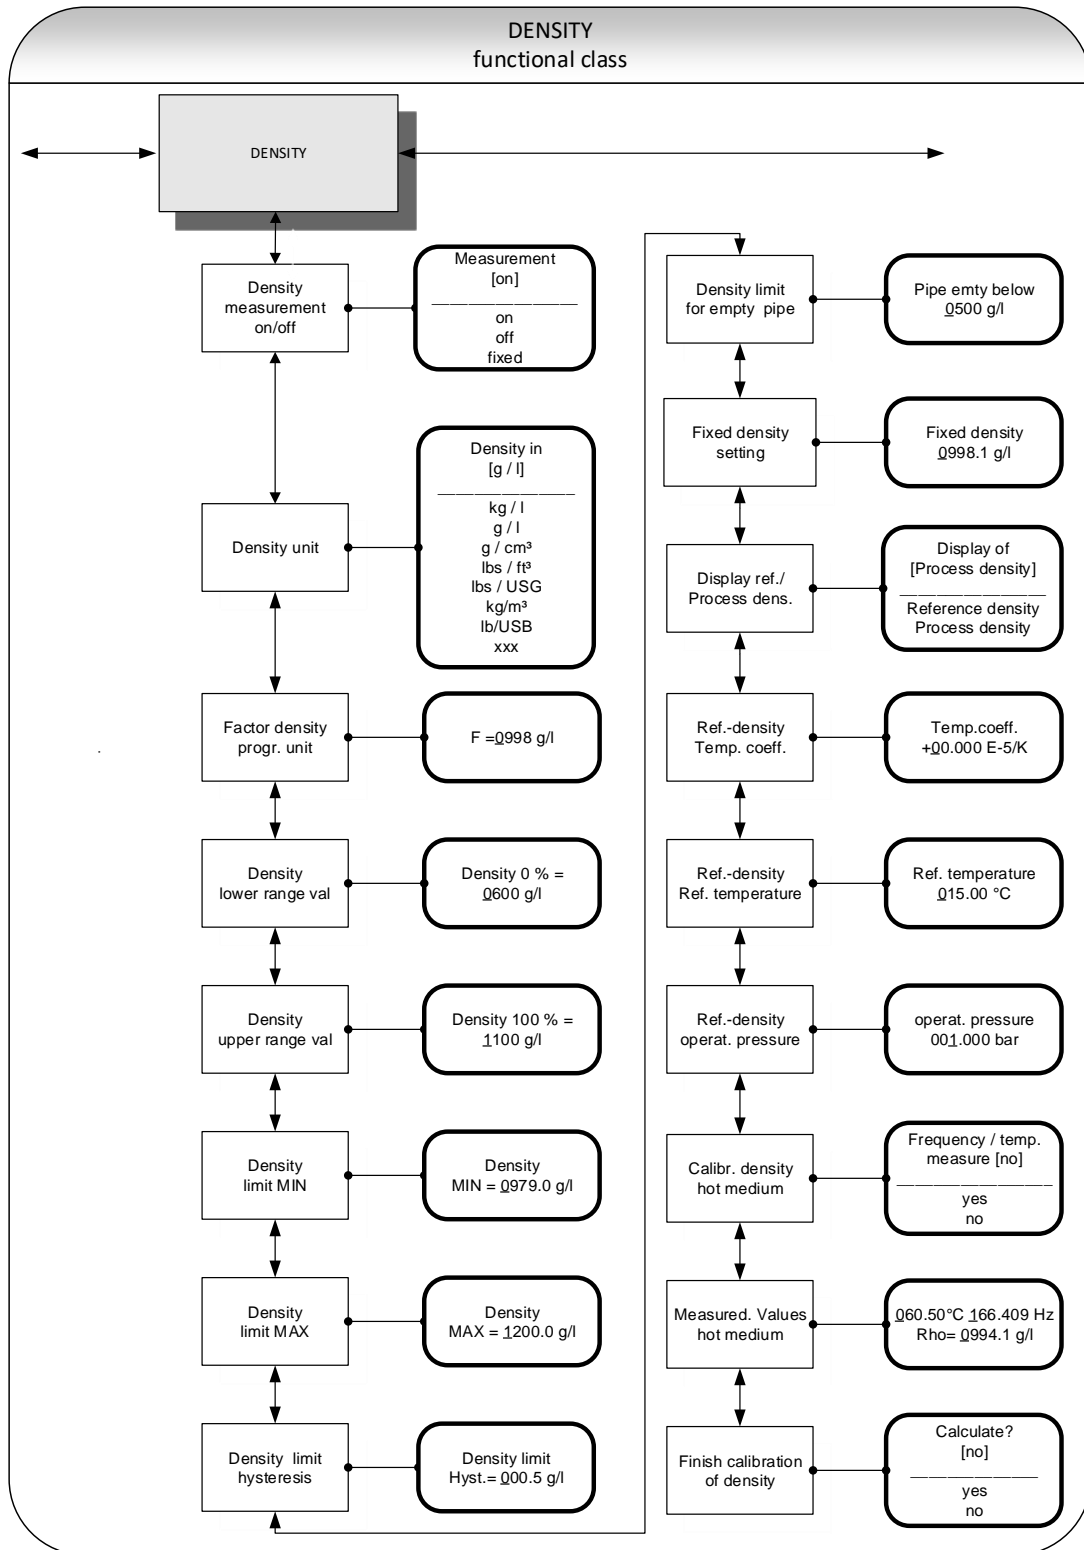 DENSITY
functional class
DENSITY
Density
measurement
on/off
Measurement
[on]
________________
on
off
fixed
Density unit
Density in
[g / l]
_______________
kg / l
g / l
g / cm³
lbs / ft³
lbs / USG
kg/m³
lb/USB
xxx
Factor density
progr. unit
F =0998 g/l
Density
lower range val
Density 0 % =
0600 g/l
Density
upper range val
Density 100 % =
1100 g/l
Density
limit MIN
Density
MIN = 0979.0 g/l
Density
limit MAX
Density
MAX = 1200.0 g/l
Density limit
hysteresis
Density limit
Hyst.= 000.5 g/l
Density limit
for empty pipe
Pipe emty below
0500 g/l
Fixed density
setting
Fixed density
0998.1 g/l
Display ref./
Process dens.
Display of
[Process density]
________________
Reference density
Process density
Ref.-density
Temp. coeff.
Temp.coeff.
+00.000 E-5/K
Ref.-density
Ref. temperature
Ref. temperature
015.00 °C
Ref.-density
operat. pressure
operat. pressure
001.000 bar
Calibr. density
hot medium
Frequency / temp.
measure [no]
_________________
yes
no
Measured. Values
hot medium
060.50°C 166.409 Hz
Rho= 0994.1 g/l
Finish calibration
of density
Calculate?
[no]
______________
yes
no